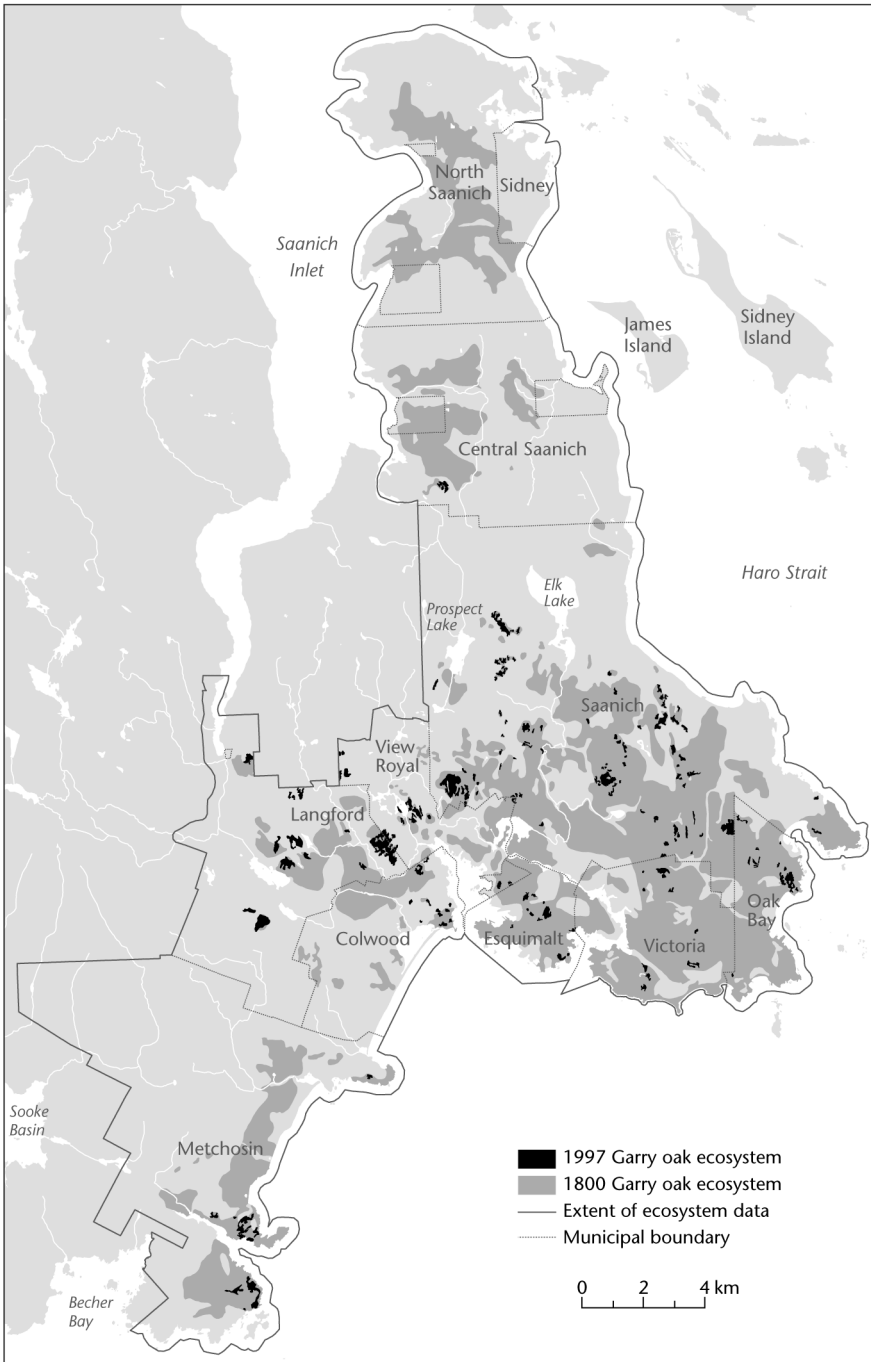 North
Saanich
Sidney
Saanich
Inlet
James
Island
Sidney
Island
Central Saanich
Haro Strait
Elk
Lake
Prospect
Lake
Saanich
View
Royal
Langford
Oak
Bay
Colwood
Esquimalt
Victoria
Sooke
Basin
Metchosin
Becher
Bay
1997 Garry oak ecosystem
1800 Garry oak ecosystem
Extent of ecosystem data
Municipal boundary
0 2 4 km